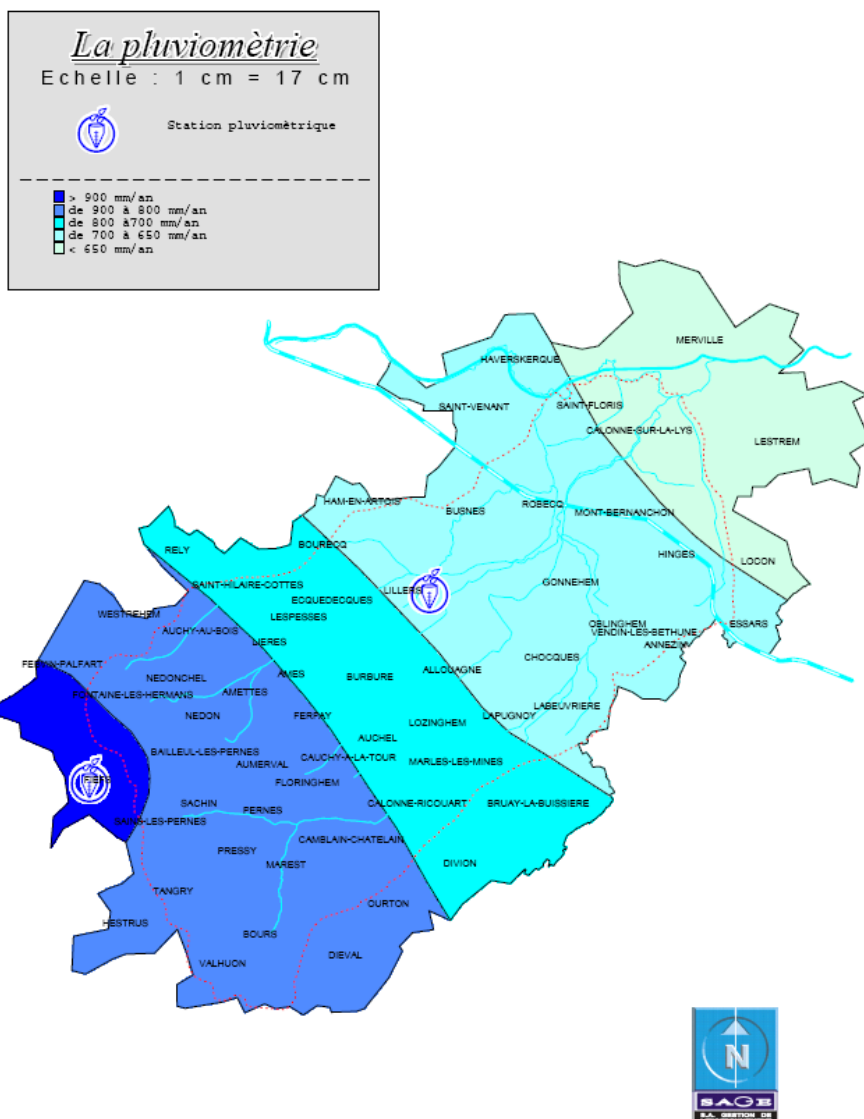 La pluviomètrie
Echelle : 1 cm = 17 cm
Station pluviomètrique
> 900 mm/an
de 900 à 800 mm/an
de 800 à700 mm/an
de 700 à 650 mm/an
< 650 mm/an
MERVILLE
HAVERSKERQUE
SAINT-VENANT
SAINT-FLORIS
CALONNE-SUR-LA-LYS
LESTREM
HAM-EN-ARTOIS
BUSNES
ROBECQ
MONT-BERNANCHON
RELY
BOURECQ
HINGES
LOCON
SAINT-HILAIRE-COTTES
LILLERS
GONNEHEM
ECQUEDECQUES
WESTREHEM
LESPESSES
OBLINGHEM
ESSARS
AUCHY-AU-BOIS
VENDIN-LES-BETHUNE
LIERES
ANNEZIN
FEBVIN-PALFART
CHOCQUES
NEDONCHEL
AMES
BURBURE
ALLOUAGNE
FONTAINE-LES-HERMANS
AMETTES
LABEUVRIERE
NEDON
FERFAY
LAPUGNOY
LOZINGHEM
AUCHEL
BAILLEUL-LES-PERNES
CAUCHY-A-LA-TOUR
AUMERVAL
MARLES-LES-MINES
FIEFS
FLORINGHEM
SACHIN
PERNES
CALONNE-RICOUART
BRUAY-LA-BUISSIERE
SAINS-LES-PERNES
CAMBLAIN-CHATELAIN
PRESSY
MAREST
DIVION
TANGRY
OURTON
HESTRUS
BOURS
DIEVAL
VALHUON
N
SAGE
S.A. GESTION DE